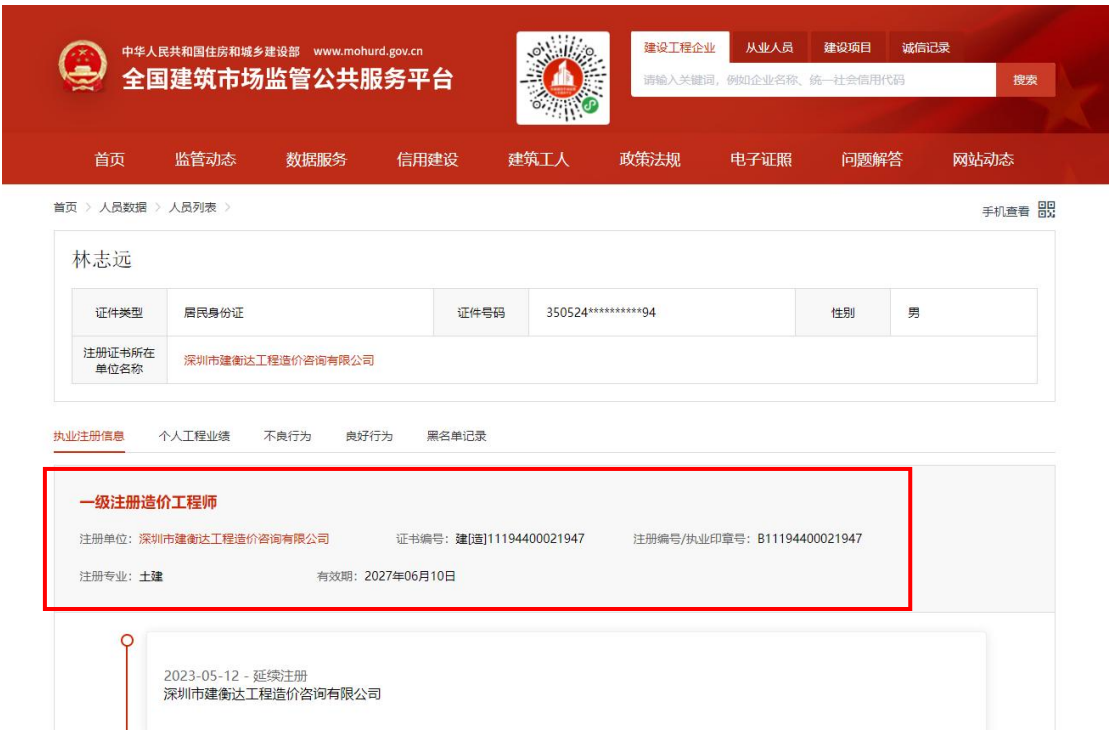 中华人民共和国住房和城乡建设部 www.mohurd.gov.cn
全国建筑市场监管公共服务平台
建设工程企业 从业人员 建设项目 诚信记录
请输入关键词，例如企业名称、统一社会信用代码 搜索
首页 监管动态 数据服务 信用建设 建筑工人 政策法规 电子证照 问题解答 网站动态
首页 > 人员数据 > 人员列表 >
手机查看
林志远
证件类型 居民身份证 证件号码 350524**********94 性别 男
注册证书所在
单位名称
深圳市建衡达工程造价咨询有限公司
执业注册信息 个人工程业绩 不良行为 良好行为 黑名单记录
一级注册造价工程师
注册单位：深圳市建衡达工程造价咨询有限公司 证书编号：建[造]11194400021947 注册编号/执业印章号：B11194400021947
注册专业：土建 有效期：2027年06月10日
2023-05-12 - 延续注册
深圳市建衡达工程造价咨询有限公司